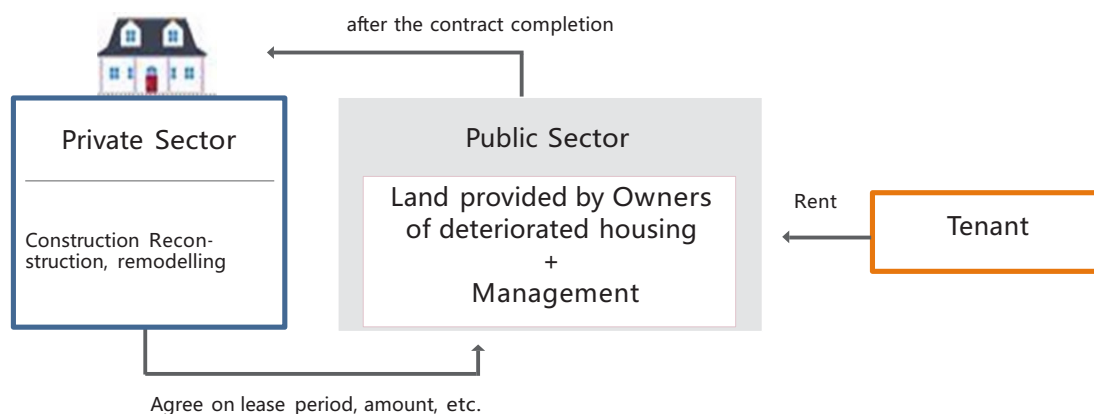 after the contract completion
Private Sector
Construction Recon-
struction, remodelling
Public Sector
Land provided by Owners
of deteriorated housing
+
Management
Rent
Tenant
Agree on lease period, amount, etc.